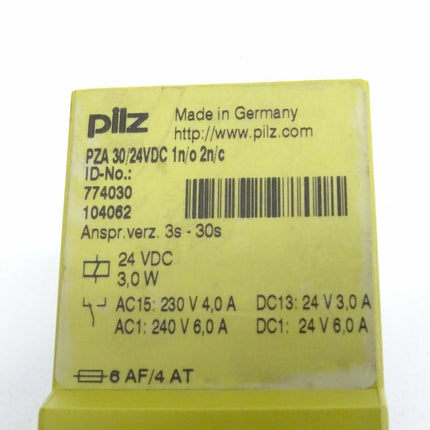 pilz
Made in Germany
http://www.pilz.com
PZA 30/24VDC 1n/o 2n/c
ID-No.:
774030
104062
Anspr.verz. 3s - 30s
24 VDC
3,0 W
AC15: 230 V 4,0 A DC13: 24 V 3,0 A
AC1: 240 V 6,0 A DC1: 24 V 6,0 A
6 AF/4 AT